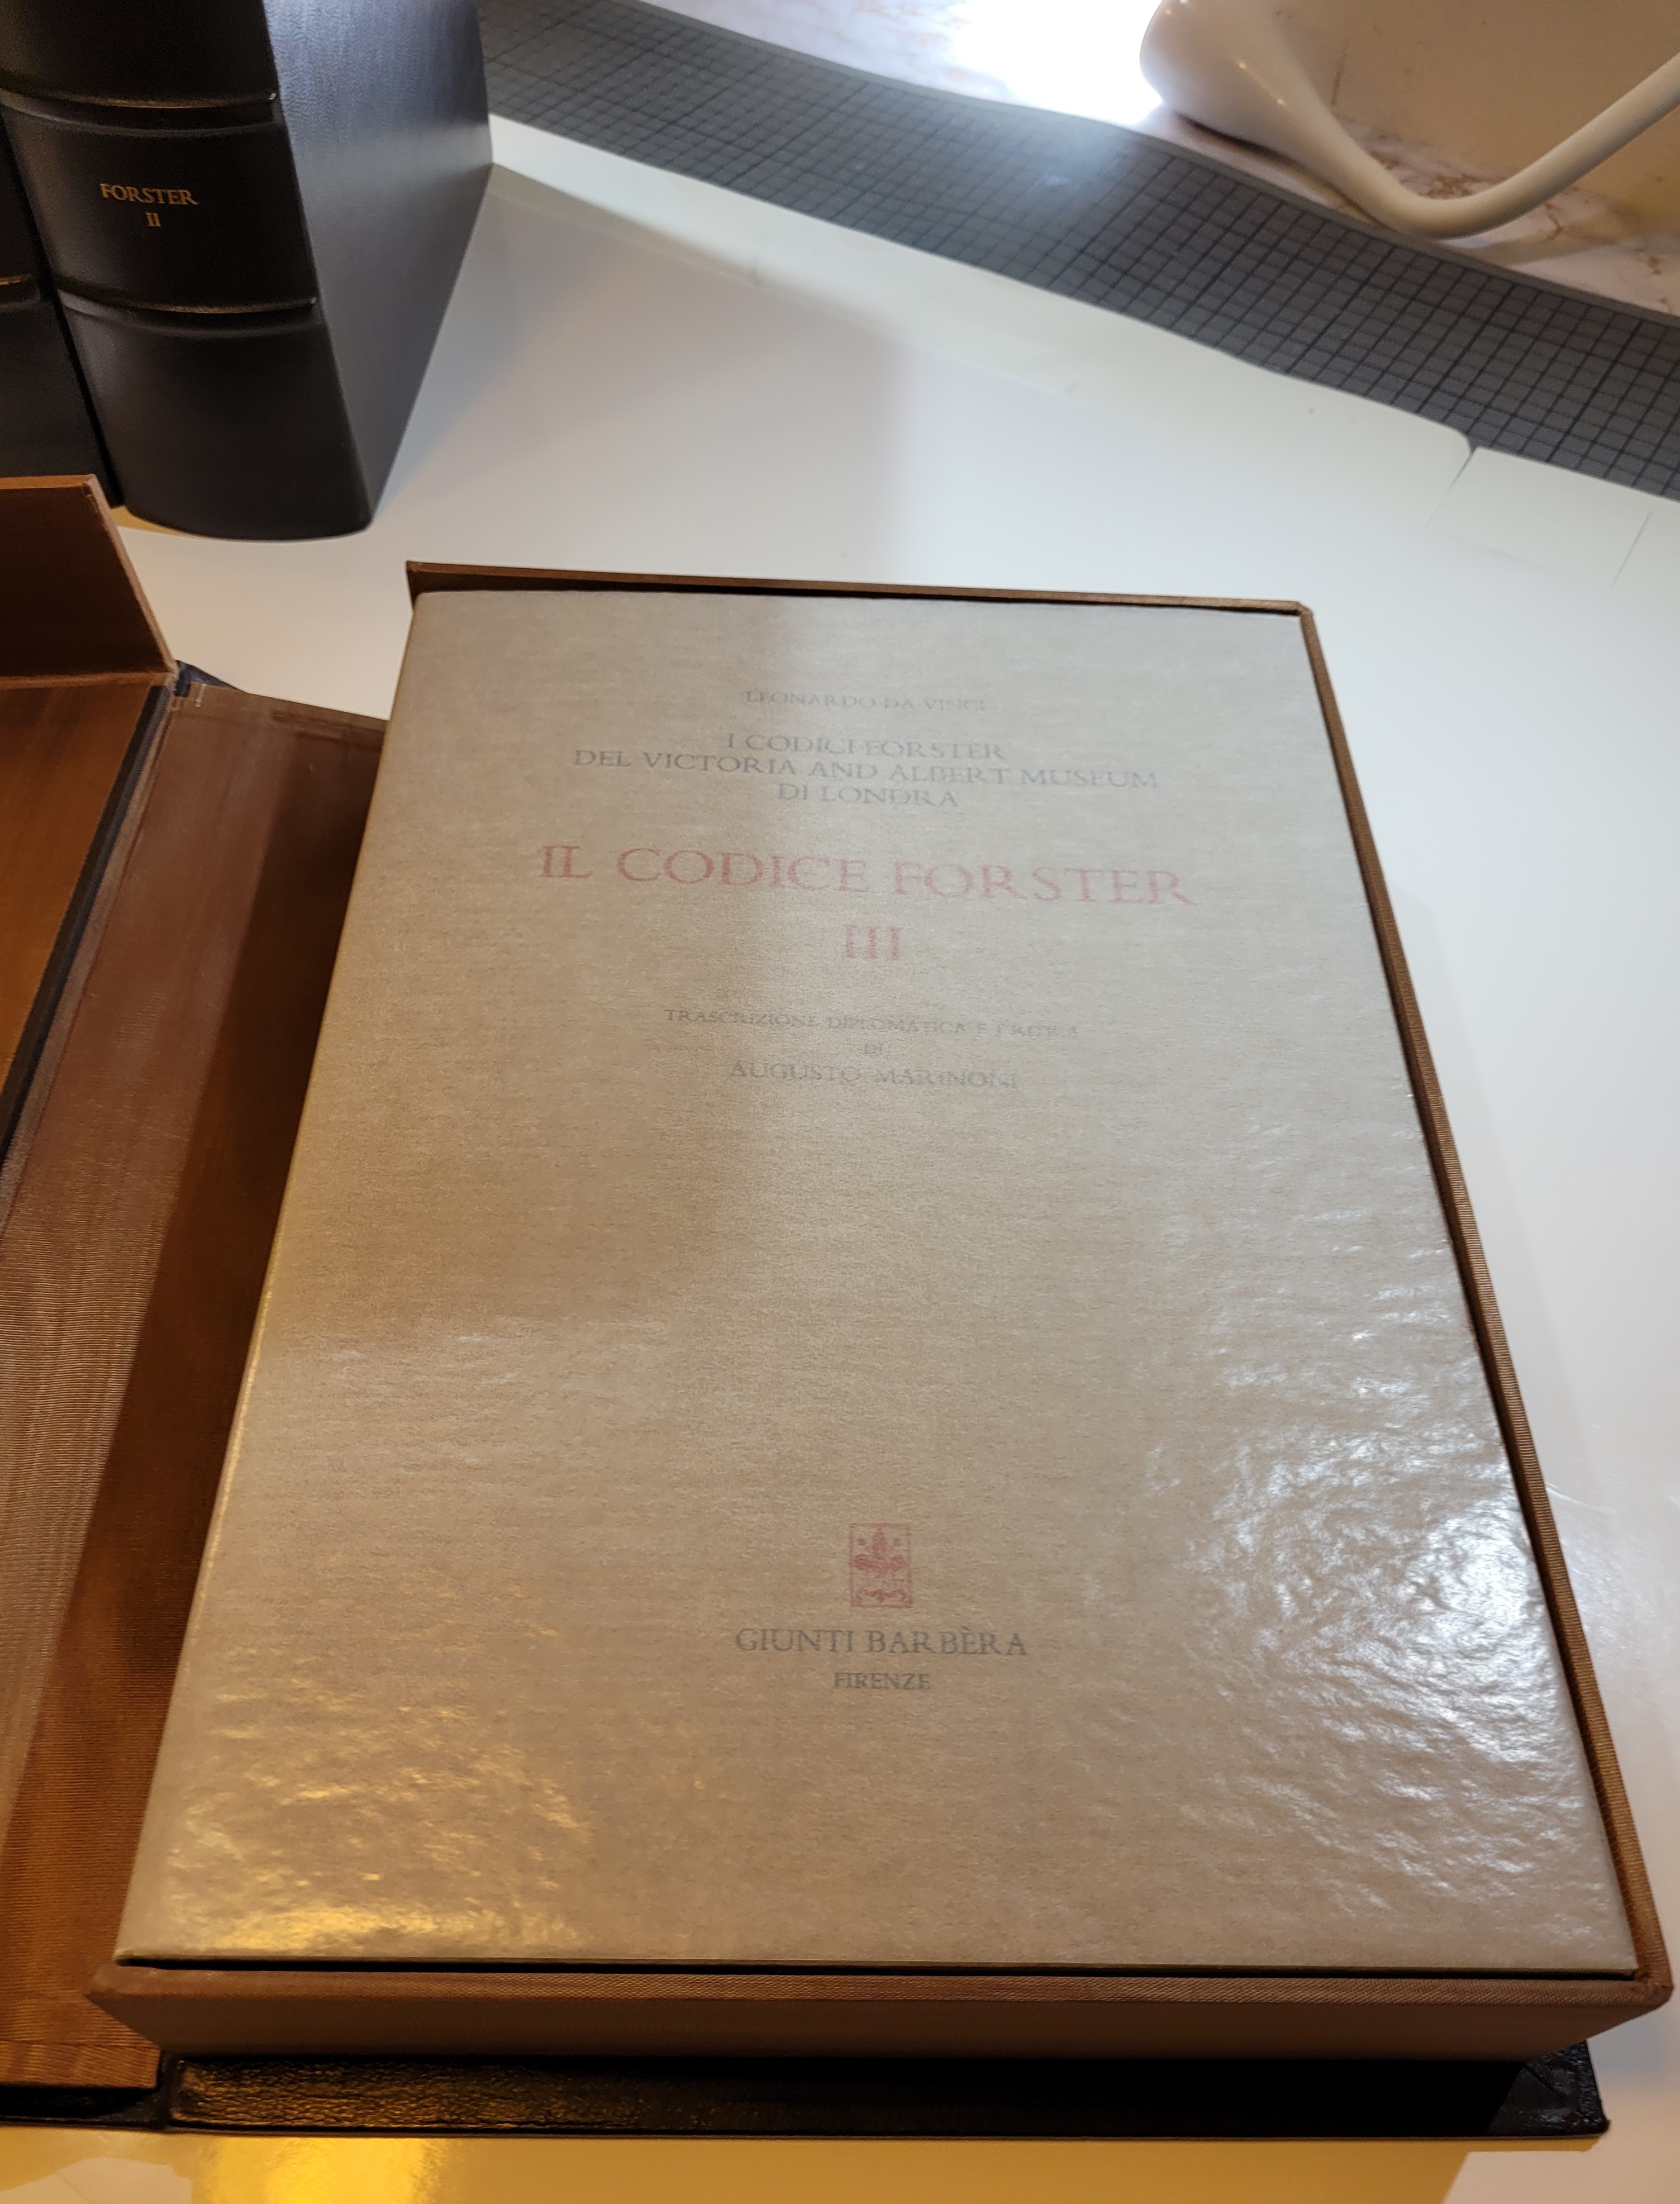 FORSTER
II
LEONARDO DA VINCI
I CODICI FORSTER
DEL VICTORIA AND ALBERT MUSEUM
DI LONDRA
IL CODICE FORSTER
III
TRASCRIZIONE DIPLOMATICA E CRITICA
DI
AUGUSTO MARINONI
GIUNTI BARBÈRA
FIRENZE